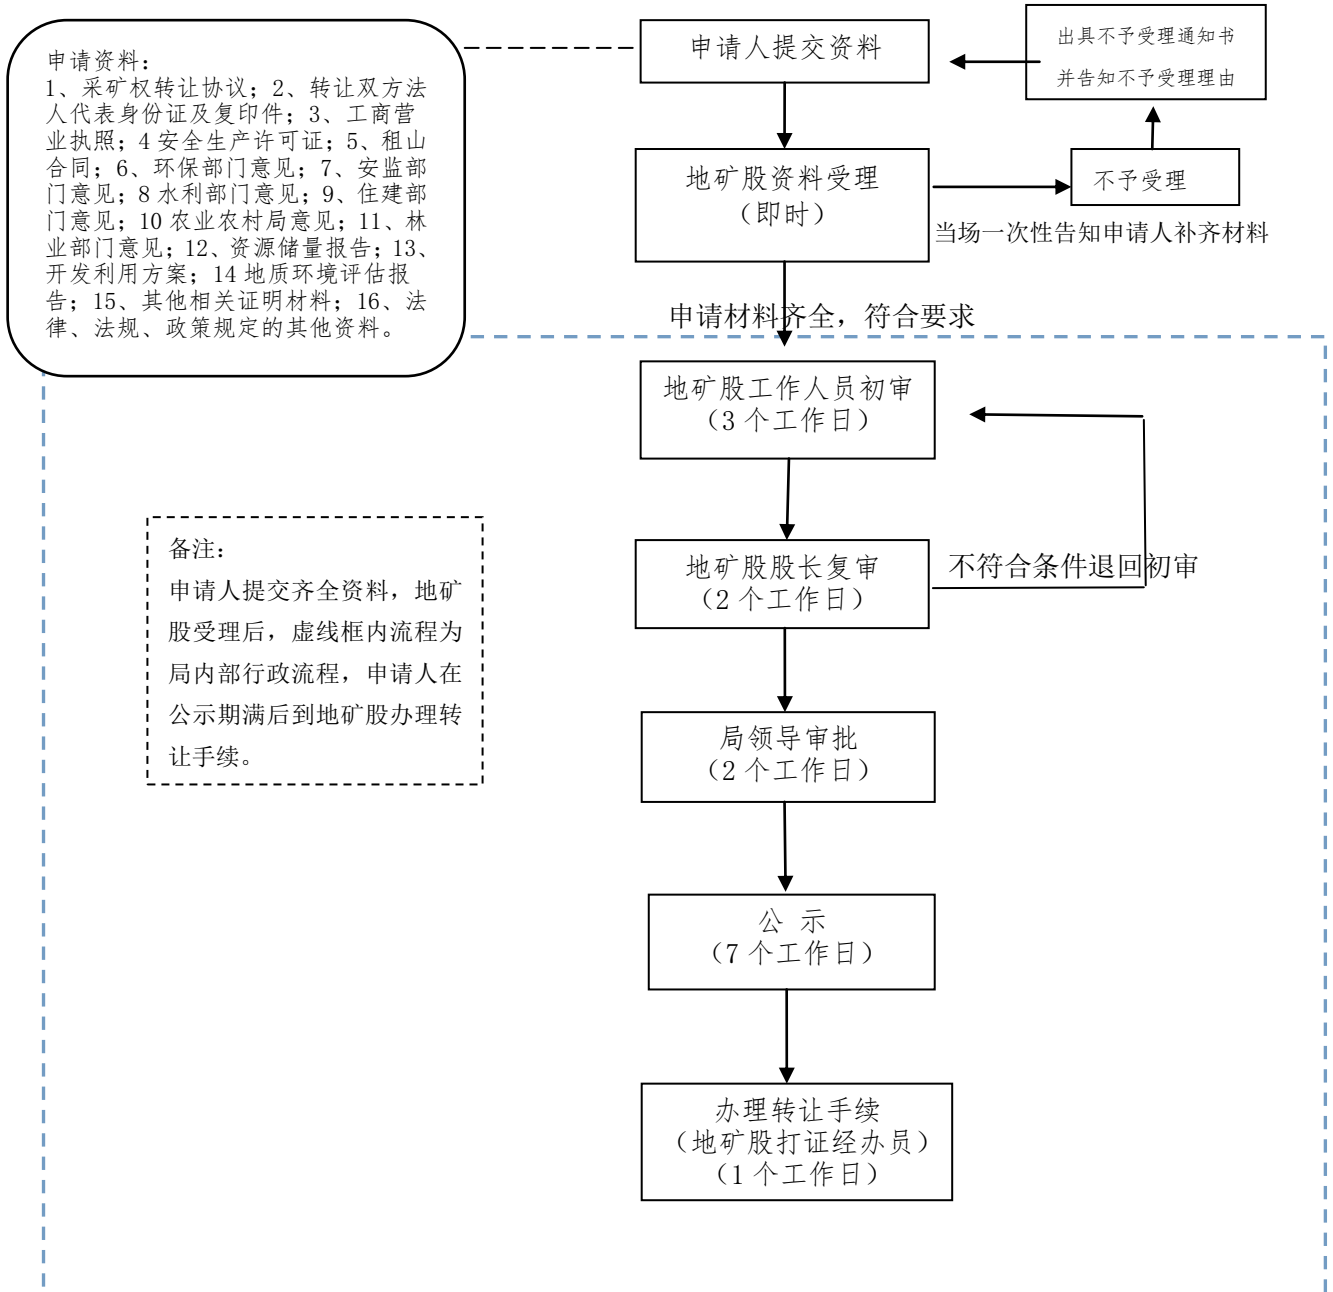 申请资料：
1、采矿权转让协议；2、转让双方法
人代表身份证及复印件；3、工商营
业执照；4 安全生产许可证；5、租山
合同；6、环保部门意见；7、安监部
门意见；8 水利部门意见；9、住建部
门意见；10 农业农村局意见；11、林
业部门意见；12、资源储量报告；13、
开发利用方案；14 地质环境评估报
告；15、其他相关证明材料；16、法
律、法规、政策规定的其他资料。
申请人提交资料
出具不予受理通知书
并告知不予受理理由
地矿股资料受理
（即时）
不予受理
当场一次性告知申请人补齐材料
申请材料齐全，符合要求
地矿股工作人员初审
（3 个工作日）
地矿股股长复审
（2 个工作日）
不符合条件退回初审
备注：
申请人提交齐全资料，地矿
股受理后，虚线框内流程为
局内部行政流程，申请人在
公示期满后到地矿股办理转
让手续。
局领导审批
（2 个工作日）
公 示
（7 个工作日）
办理转让手续
（地矿股打证经办员）
（1 个工作日）